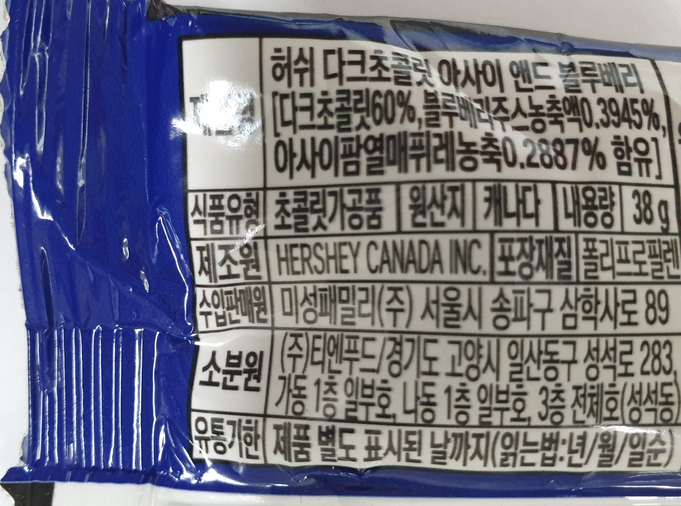 허쉬 다크초콜릿 아사이 앤드 블루베리
[다크초콜릿60%, 블루베리주스농축액0.3945%,
아사이팜열매퓌레농축0.2887% 함유]
식품유형 초콜릿가공품 원산지 캐나다 내용량 38 g
제조원 HERSHEY CANADA INC. 포장재질 폴리프로필렌
수입판매원 미성패밀리(주) 서울시 송파구 삼학사로 89
소분원 (주)티엔푸드/경기도 고양시 일산동구 성석로 283,
가동 1층 일부호, 나동 1층 일부호, 3층 전체호(성석동)
유통기한 제품 별도 표시된 날까지(읽는법:년/월/일순)